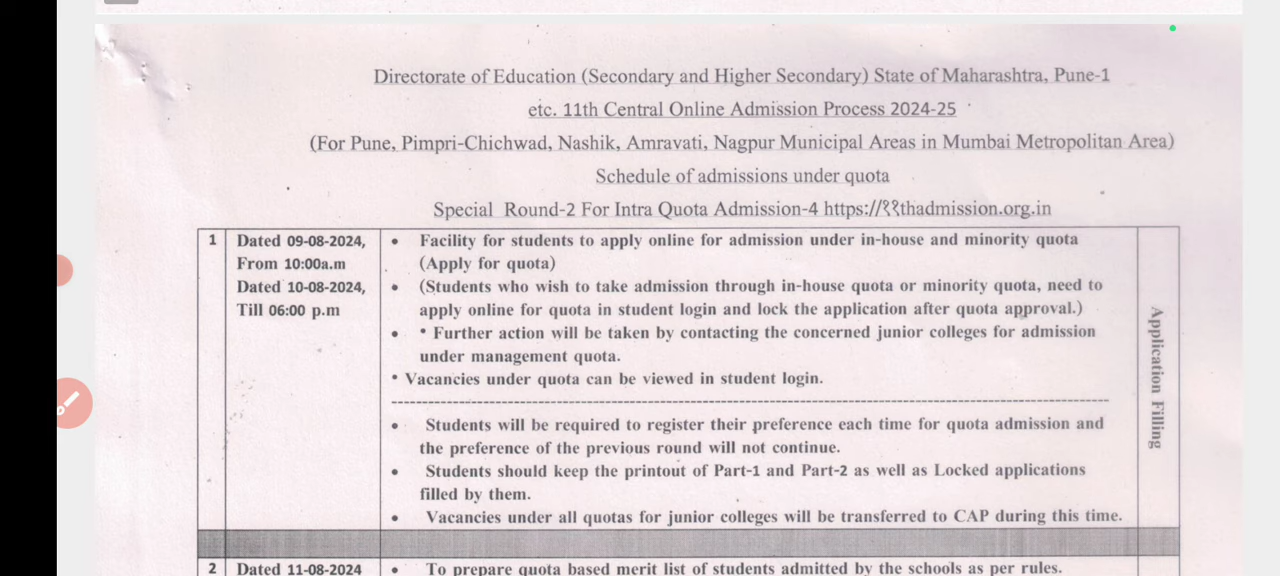 Directorate of Education (Secondary and Higher Secondary) State of Maharashtra, Pune-1
etc. 11th Central Online Admission Process 2024-25
(For Pune, Pimpri-Chichwad, Nashik, Amravati, Nagpur Municipal Areas in Mumbai Metropolitan Area)
Schedule of admissions under quota
Special Round-2 For Intra Quota Admission-4 https://११thadmission.org.in
1
Dated 09-08-2024,
From 10:00a.m
Dated 10-08-2024,
Till 06:00 p.m
• Facility for students to apply online for admission under in-house and minority quota
(Apply for quota)
• (Students who wish to take admission through in-house quota or minority quota, need to
apply online for quota in student login and lock the application after quota approval.)
• • Further action will be taken by contacting the concerned junior colleges for admission
under management quota.
• Vacancies under quota can be viewed in student login.
• Students will be required to register their preference each time for quota admission and
the preference of the previous round will not continue.
• Students should keep the printout of Part-1 and Part-2 as well as Locked applications
filled by them.
• Vacancies under all quotas for junior colleges will be transferred to CAP during this time.
Application Filling
2
Dated 11-08-2024
• To prepare quota based merit list of students admitted by the schools as per rules.